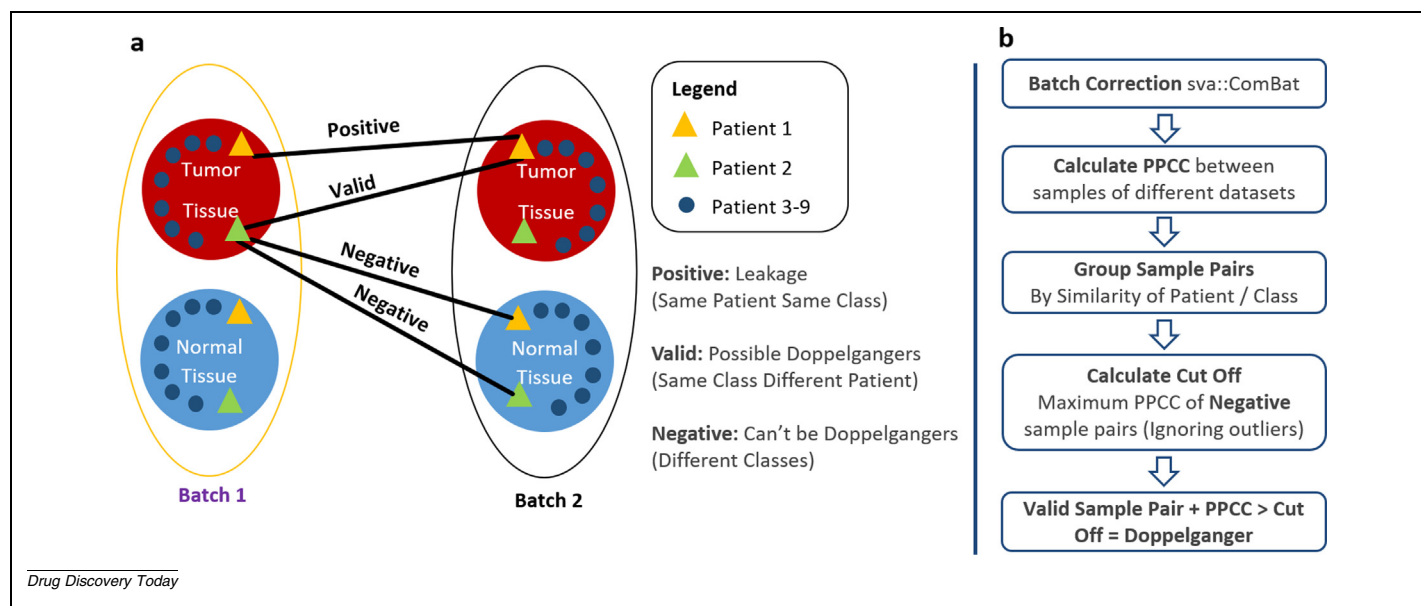 a
Positive
Valid
Negative
Negative
Tumor
Tissue
Normal
Tissue
Batch 1
Tumor
Tissue
Normal
Tissue
Batch 2
Legend
Patient 1
Patient 2
Patient 3-9
Positive: Leakage
(Same Patient Same Class)
Valid: Possible Doppelgangers
(Same Class Different Patient)
Negative: Can't be Doppelgangers
(Different Classes)
b
Batch Correction sva::ComBat
Calculate PPCC between
samples of different datasets
Group Sample Pairs
By Similarity of Patient / Class
Calculate Cut Off
Maximum PPCC of Negative
sample pairs (Ignoring outliers)
Valid Sample Pair + PPCC > Cut
Off = Doppelganger
Drug Discovery Today